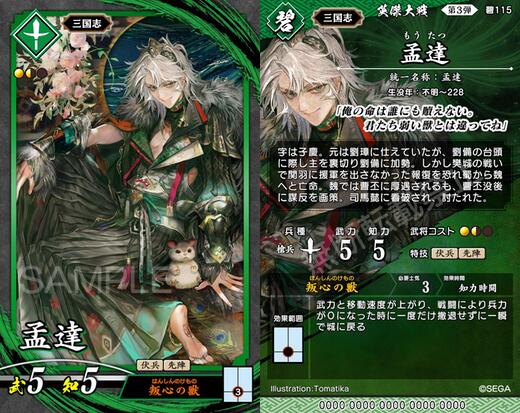 三国志
SAMPLE
孟達
伏兵 先陣
武5 知5
はんしんのけもの
叛心の獣
3
碧
三国志
英傑大戦
第3弾
碧115
もう たつ
孟達
統一名称：孟達
生没年：不明～228
「俺の命は誰にも飼えない。
君たち弱い獣とは違ってね」
字は子慶。元は劉璋に仕えていたが、劉備の台頭
に際し主を裏切り劉備に加勢。しかし樊城の戦い
で関羽に援軍を出さなかった報復を恐れ蜀から魏
へと亡命。魏では曹丕に厚遇されるも、曹丕没後
に謀反を画策。司馬懿に看破され、討たれた。
兵種 武力 知力 武将コスト
槍兵 5 5 特技 伏兵 先陣
はんしんのけもの 必要士気 効果時間
叛心の獣 3 知力時間
効果範囲
武力と移動速度が上がり、戦闘により兵力
が0になった時に一度だけ撤退せずに一瞬
で城に戻る
Illustration:Tomatika
©SEGA
0000-0000-0000-0000-0000